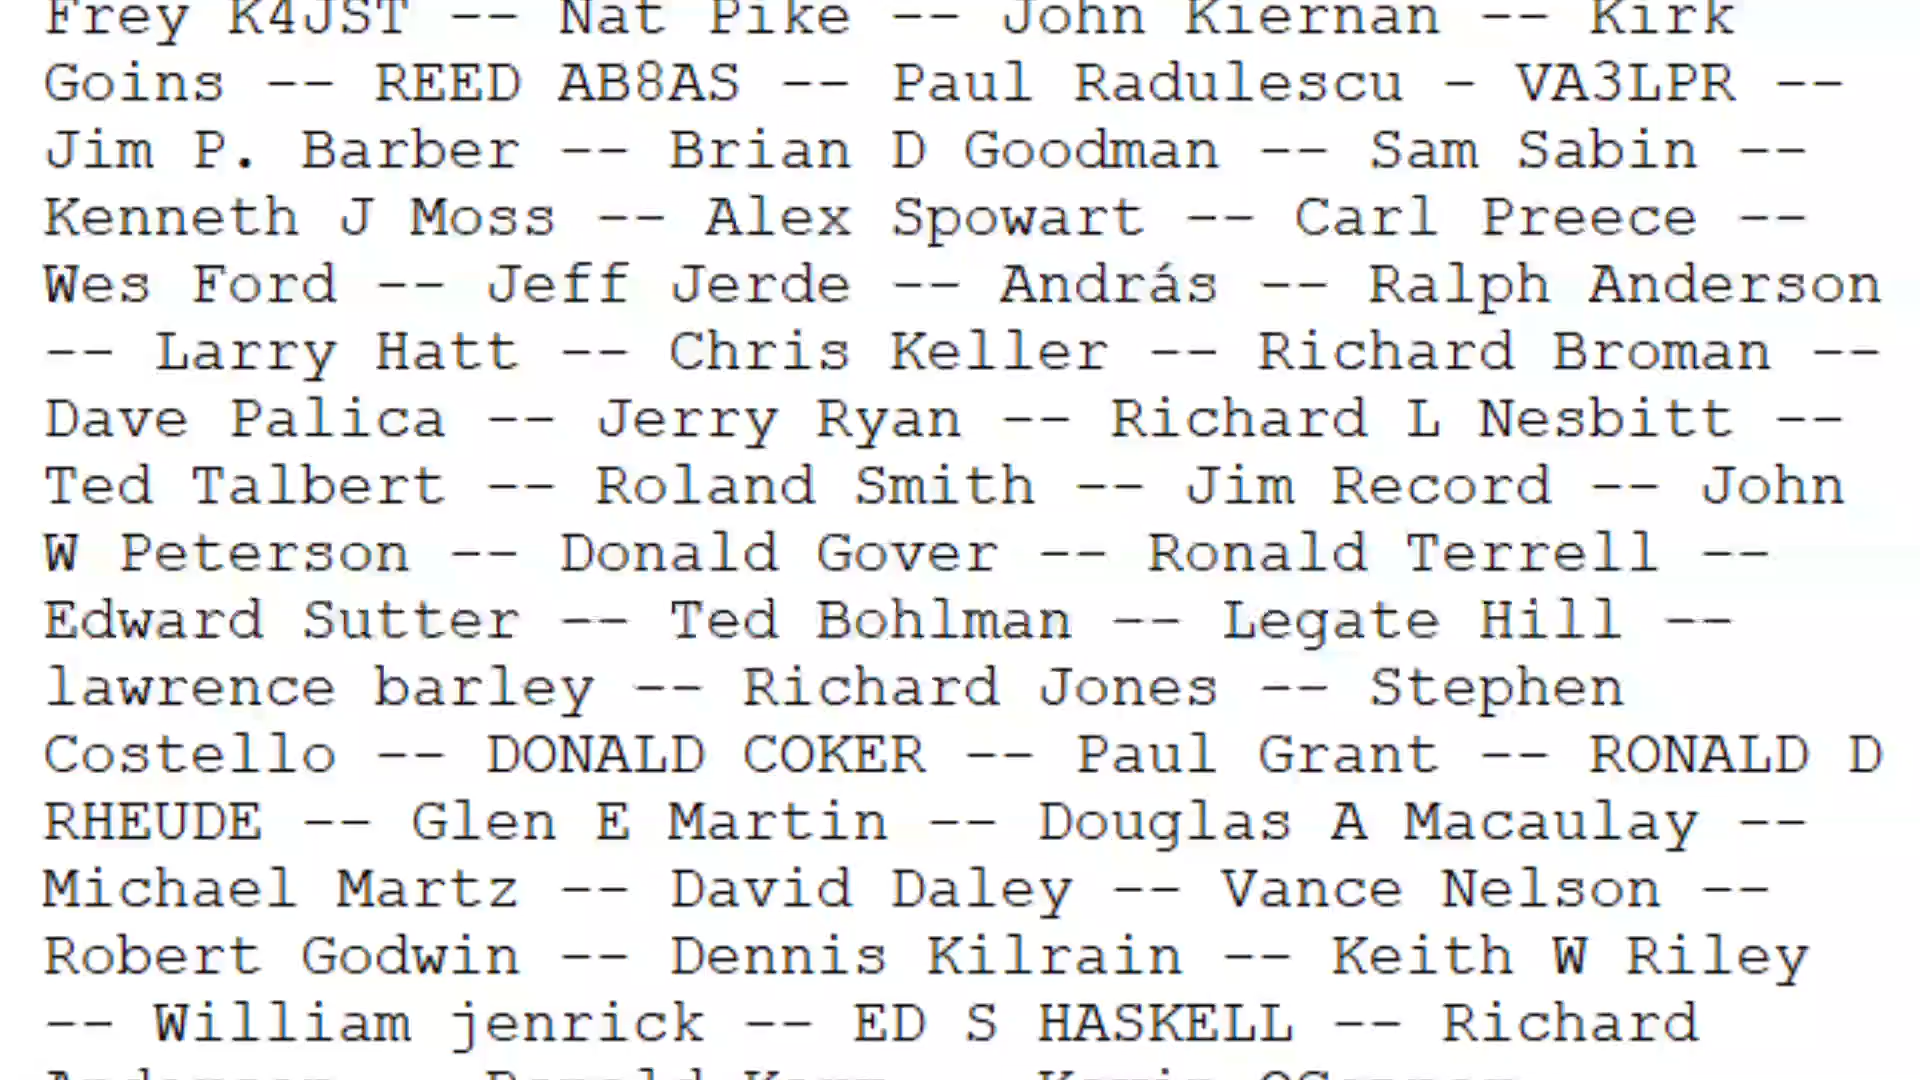 Frey K4JST -- Nat Pike -- John Kiernan -- Kirk
Goins -- REED AB8AS -- Paul Radulescu - VA3LPR --
Jim P. Barber -- Brian D Goodman -- Sam Sabin --
Kenneth J Moss -- Alex Spowart -- Carl Preece --
Wes Ford -- Jeff Jerde -- András -- Ralph Anderson
-- Larry Hatt -- Chris Keller -- Richard Broman --
Dave Palica -- Jerry Ryan -- Richard L Nesbitt --
Ted Talbert -- Roland Smith -- Jim Record -- John
W Peterson -- Donald Gover -- Ronald Terrell --
Edward Sutter -- Ted Bohlman -- Legate Hill --
lawrence barley -- Richard Jones -- Stephen
Costello -- DONALD COKER -- Paul Grant -- RONALD D
RHEUDE -- Glen E Martin -- Douglas A Macaulay --
Michael Martz -- David Daley -- Vance Nelson --
Robert Godwin -- Dennis Kilrain -- Keith W Riley
-- William jenrick -- ED S HASKELL -- Richard